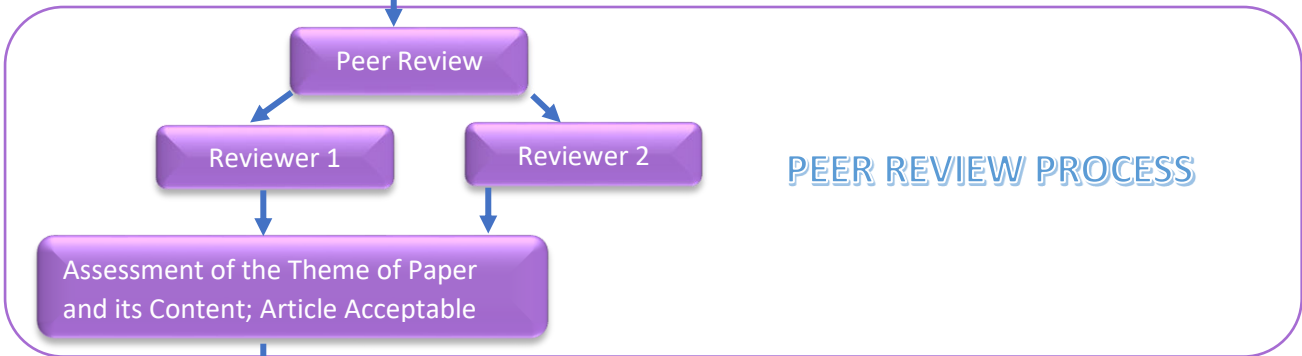 Peer Review
Reviewer 1
Reviewer 2
PEER REVIEW PROCESS
Assessment of the Theme of Paper
and its Content; Article Acceptable